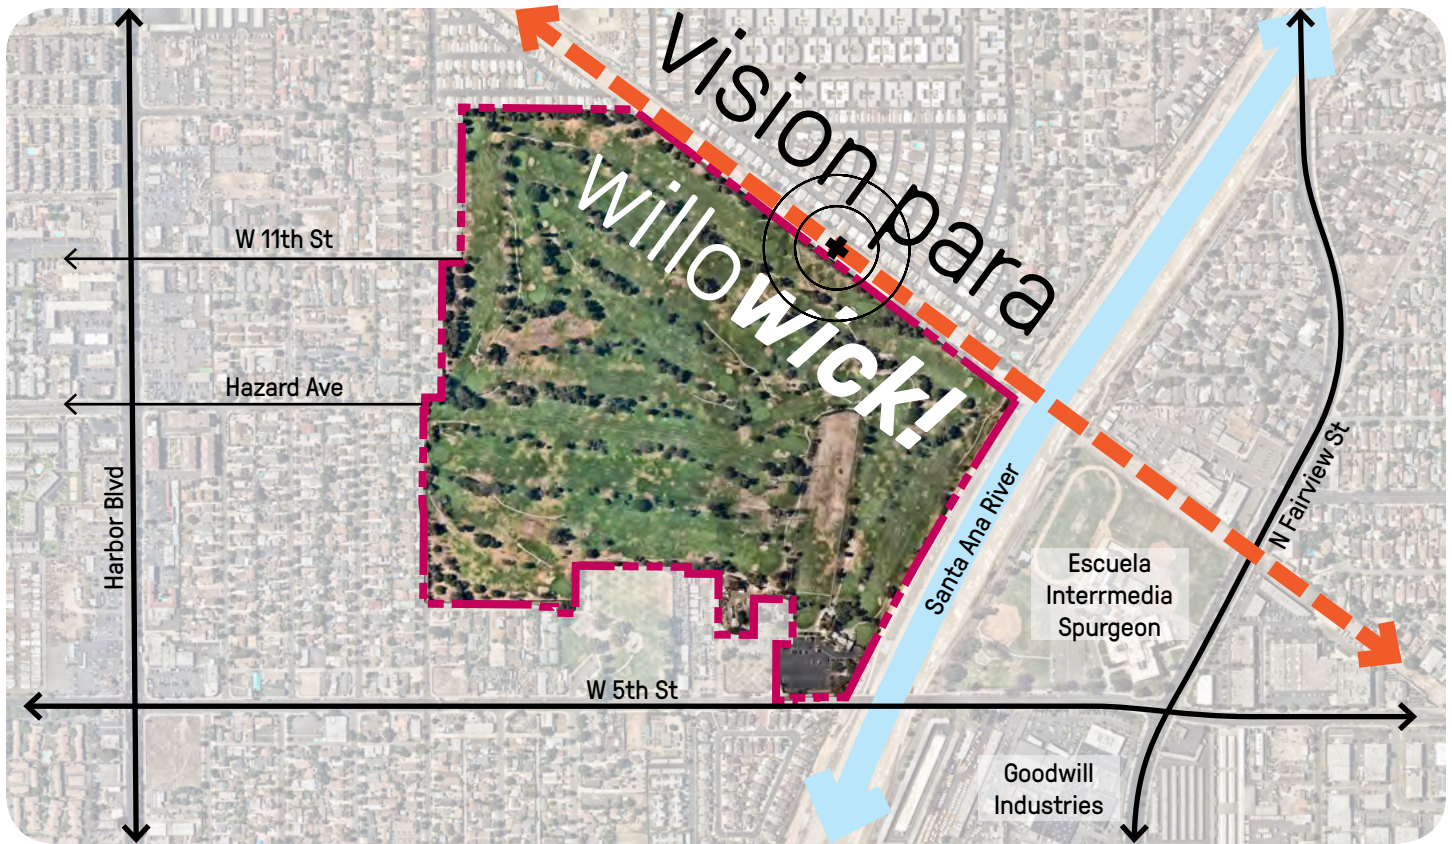 vision para
willowick!
W 11th St
Hazard Ave
Harbor Blvd
Santa Ana River
N Fairview St
Escuela
Interrmedia
Spurgeon
W 5th St
Goodwill
Industries